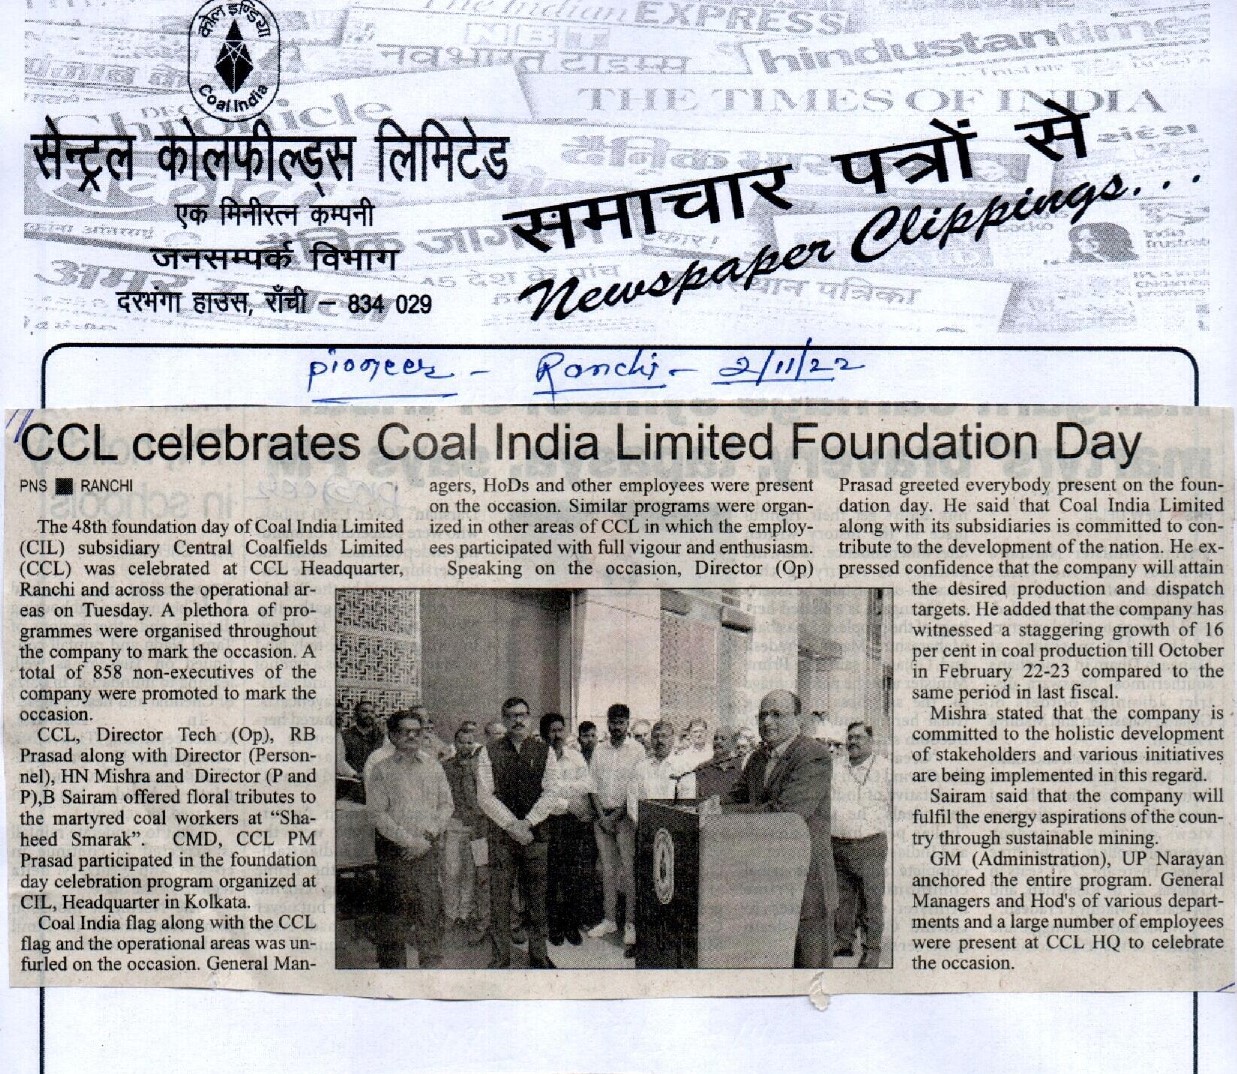 कोल इण्डिया
Coal India
सेन्ट्रल कोलफील्ड्स लिमिटेड
एक मिनीरत्न कम्पनी
जनसम्पर्क विभाग
दरभंगा हाउस, राँची – 834 029
The Indian EXPRESS
NBT
नवभारत टाइम्स
hindustantimes
THE TIMES OF INDIA
Chronicle
समाचार पत्रों से
Newspaper Clippings...
pioneer - Ranchi - 2/11/22
CCL celebrates Coal India Limited Foundation Day
PNS ■ RANCHI
The 48th foundation day of Coal India Limited
(CIL) subsidiary Central Coalfields Limited
(CCL) was celebrated at CCL Headquarter,
Ranchi and across the operational ar-
eas on Tuesday. A plethora of pro-
grammes were organised throughout
the company to mark the occasion. A
total of 858 non-executives of the
company were promoted to mark the
occasion.
CCL, Director Tech (Op), RB
Prasad along with Director (Person-
nel), HN Mishra and Director (P and
P),B Sairam offered floral tributes to
the martyred coal workers at “Sha-
heed Smarak”. CMD, CCL PM
Prasad participated in the foundation
day celebration program organized at
CIL, Headquarter in Kolkata.
Coal India flag along with the CCL
flag and the operational areas was un-
furled on the occasion. General Man-
agers, HoDs and other employees were present
on the occasion. Similar programs were organ-
ized in other areas of CCL in which the employ-
ees participated with full vigour and enthusiasm.
Speaking on the occasion, Director (Op)
Prasad greeted everybody present on the foun-
dation day. He said that Coal India Limited
along with its subsidiaries is committed to con-
tribute to the development of the nation. He ex-
pressed confidence that the company will attain
the desired production and dispatch
targets. He added that the company has
witnessed a staggering growth of 16
per cent in coal production till October
in February 22-23 compared to the
same period in last fiscal.
Mishra stated that the company is
committed to the holistic development
of stakeholders and various initiatives
are being implemented in this regard.
Sairam said that the company will
fulfil the energy aspirations of the coun-
try through sustainable mining.
GM (Administration), UP Narayan
anchored the entire program. General
Managers and Hod's of various depart-
ments and a large number of employees
were present at CCL HQ to celebrate
the occasion.